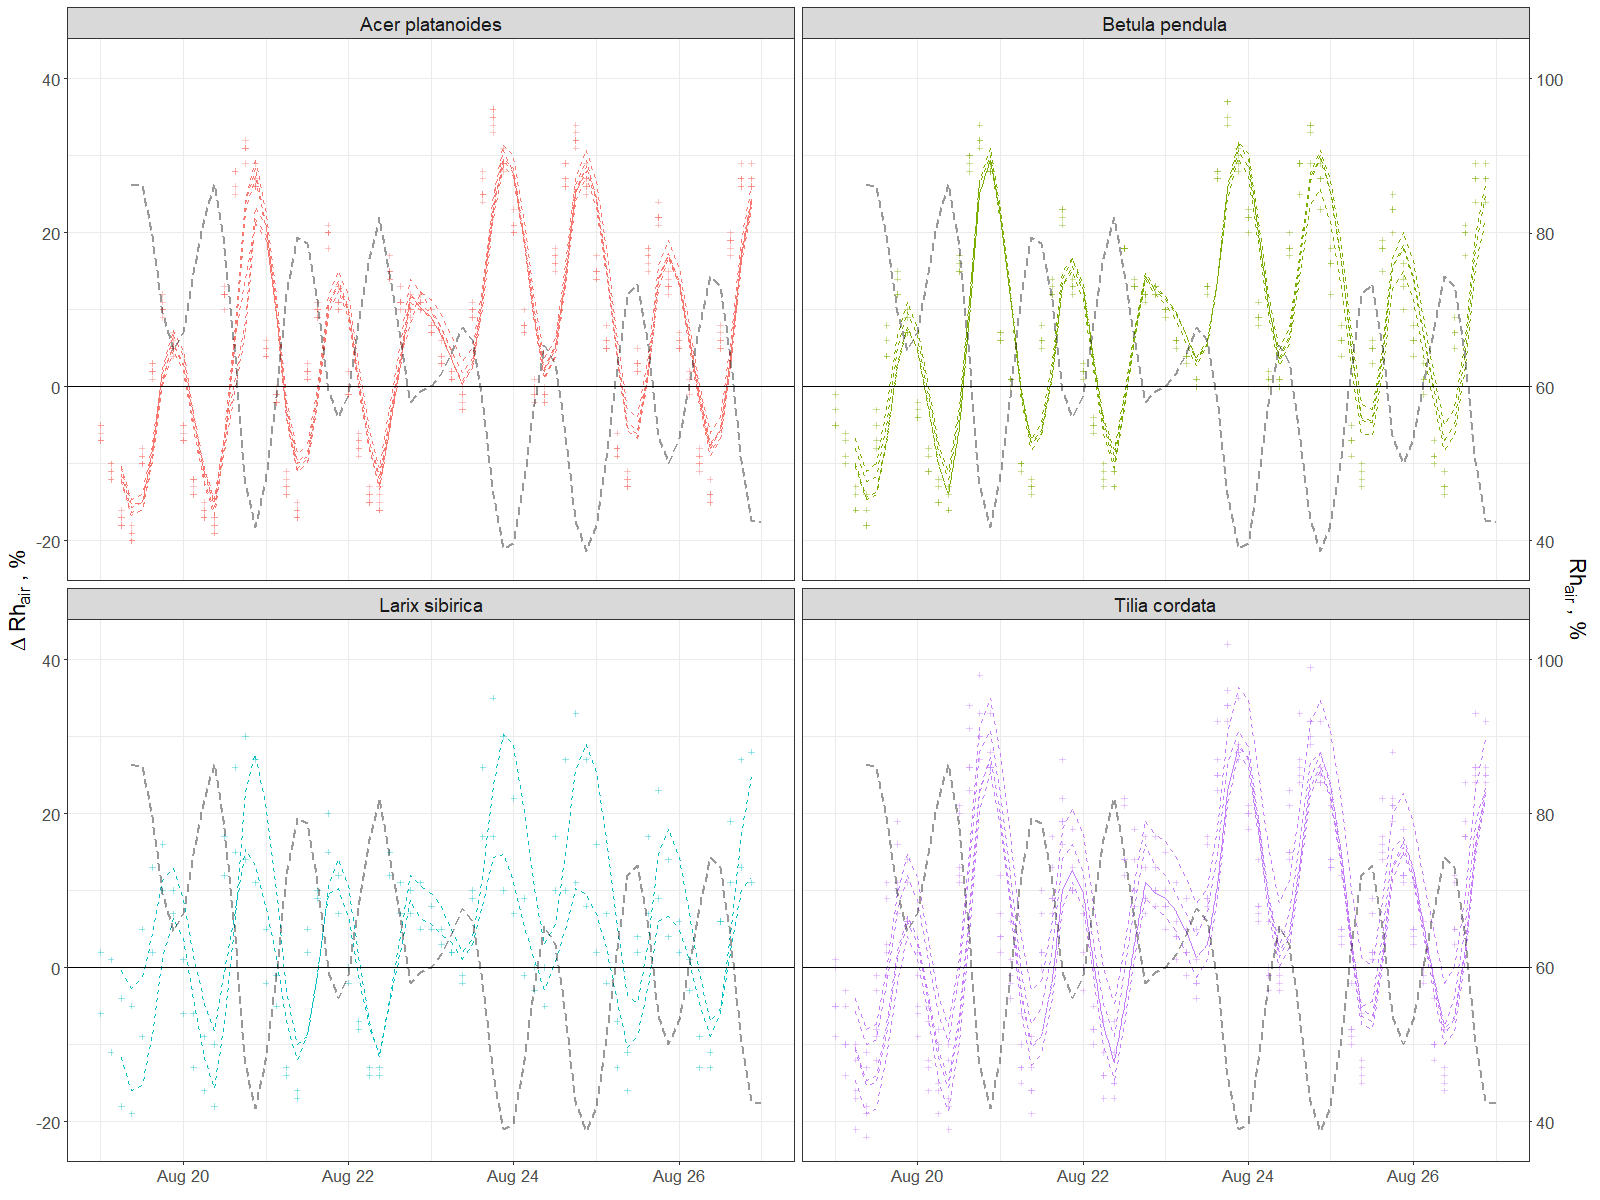 Acer platanoides
Betula pendula
40
20
0
-20
100
80
60
40
Larix sibirica
Tilia cordata
40
20
0
-20
100
80
60
40
Δ Rhair , %
Rhair , %
Aug 20
Aug 22
Aug 24
Aug 26
Aug 20
Aug 22
Aug 24
Aug 26